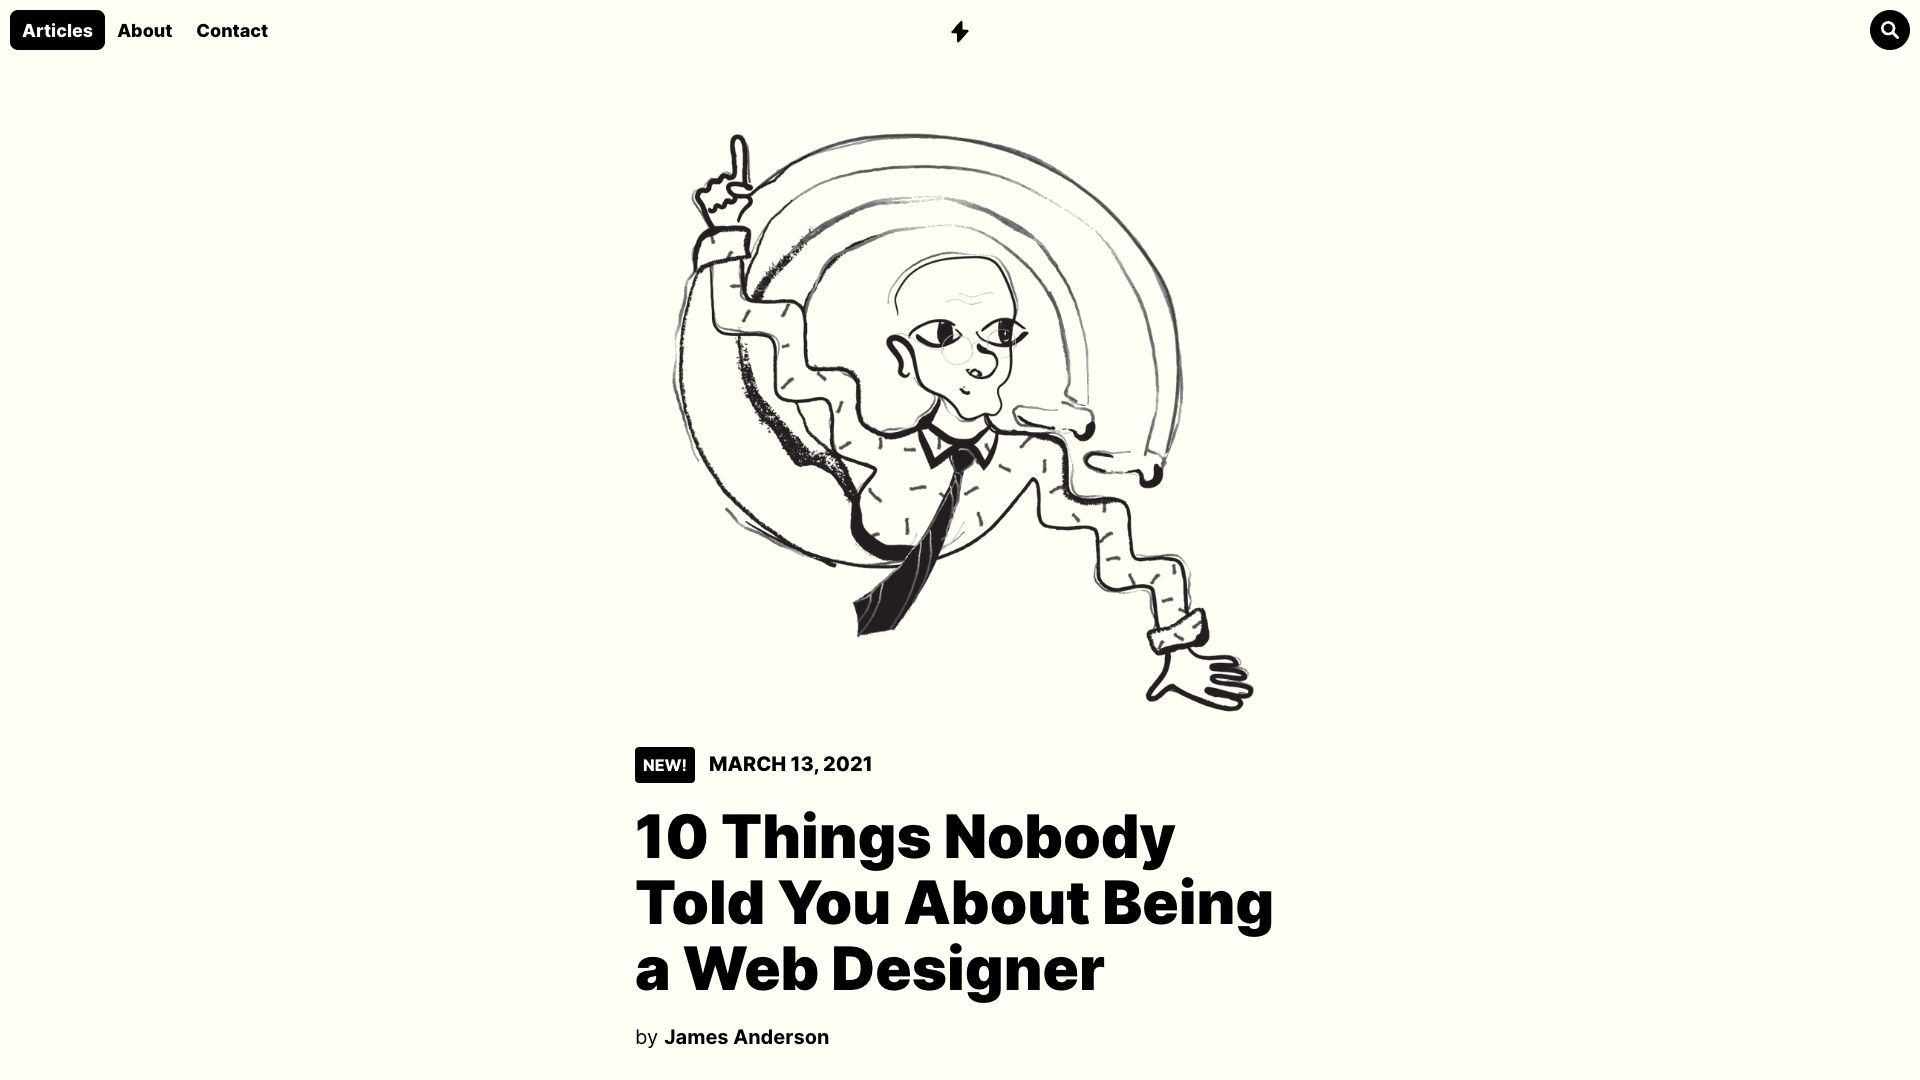 Articles About Contact
NEW! MARCH 13, 2021
10 Things Nobody
Told You About Being
a Web Designer
by James Anderson